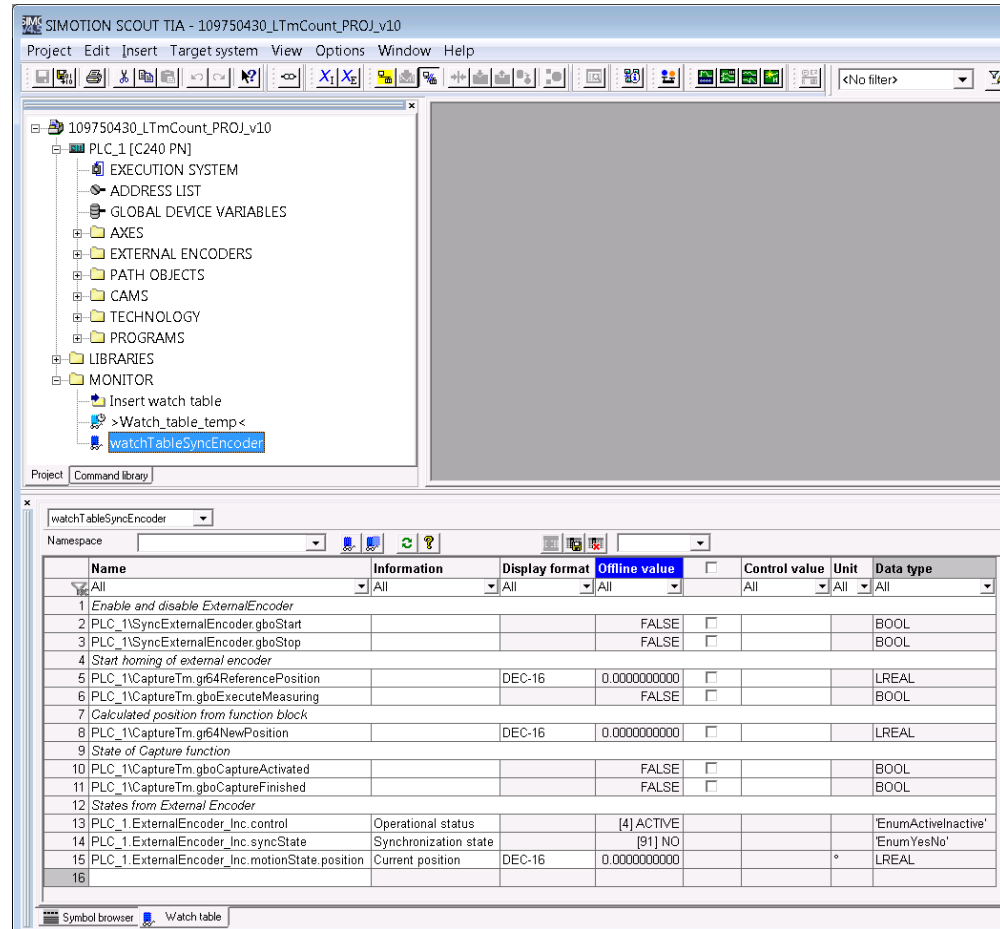 SIMOTION SCOUT TIA - 109750430_LTmCount_PROJ_v10
Project Edit Insert Target system View Options Window Help
<No filter>
109750430_LTmCount_PROJ_v10
PLC_1 [C240 PN]
EXECUTION SYSTEM
ADDRESS LIST
GLOBAL DEVICE VARIABLES
AXES
EXTERNAL ENCODERS
PATH OBJECTS
CAMS
TECHNOLOGY
PROGRAMS
LIBRARIES
MONITOR
Insert watch table
>Watch_table_temp<
watchTableSyncEncoder
Project Command library
watchTableSyncEncoder
Namespace
Name Information Display format Offline value Control value Unit Data type
All All All All All All All
1 Enable and disable ExternalEncoder
2 PLC_1\SyncExternalEncoder.gboStart FALSE BOOL
3 PLC_1\SyncExternalEncoder.gboStop FALSE BOOL
4 Start homing of external encoder
5 PLC_1\CaptureTm.gr64ReferencePosition DEC-16 0.0000000000 LREAL
6 PLC_1\CaptureTm.gboExecuteMeasuring FALSE BOOL
7 Calculated position from function block
8 PLC_1\CaptureTm.gr64NewPosition DEC-16 0.0000000000 LREAL
9 State of Capture function
10 PLC_1\CaptureTm.gboCaptureActivated FALSE BOOL
11 PLC_1\CaptureTm.gboCaptureFinished FALSE BOOL
12 States from External Encoder
13 PLC_1.ExternalEncoder_Inc.control Operational status [4] ACTIVE 'EnumActiveInactive'
14 PLC_1.ExternalEncoder_Inc.syncState Synchronization state [91] NO 'EnumYesNo'
15 PLC_1.ExternalEncoder_Inc.motionState.position Current position DEC-16 0.0000000000 ° LREAL
16
Symbol browser Watch table